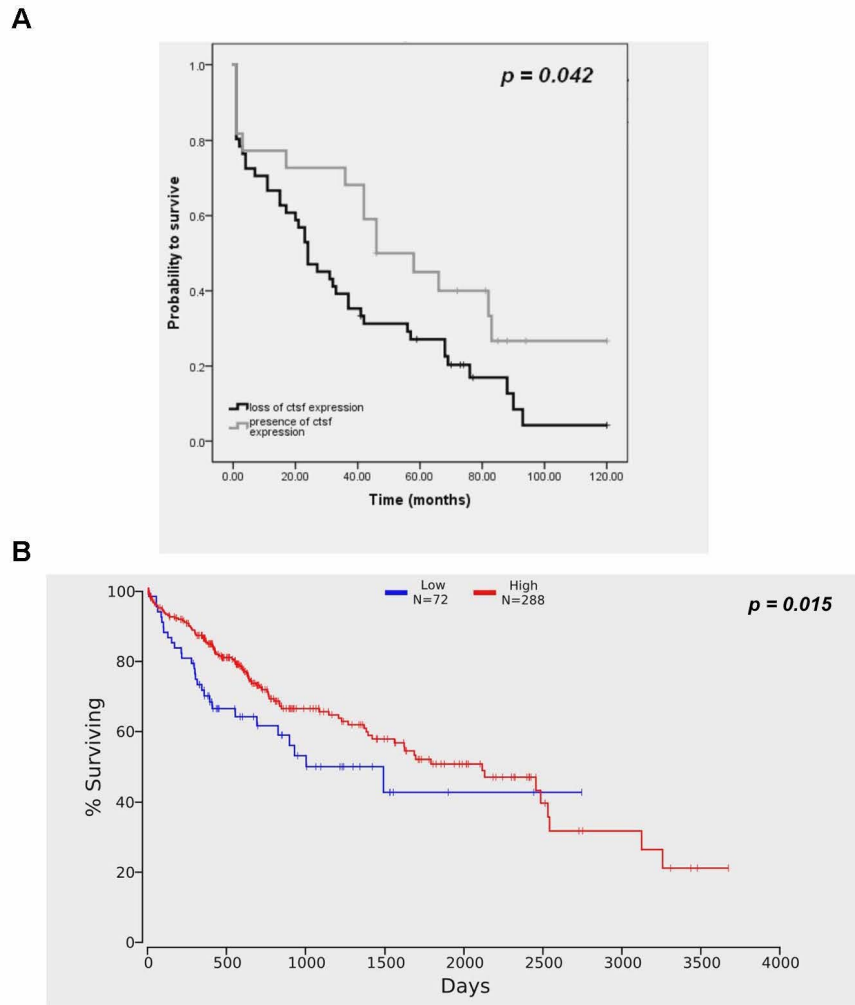 A
p = 0.042
1.0
0.8
0.6
0.4
0.2
0.0
Probability to survive
loss of ctsf expression
presence of ctsf
expression
0.00 20.00 40.00 60.00 80.00 100.00 120.00
Time (months)
B
Low High
N=72 N=288
p = 0.015
100
80
60
40
20
0
% Surviving
0 500 1000 1500 2000 2500 3000 3500 4000
Days